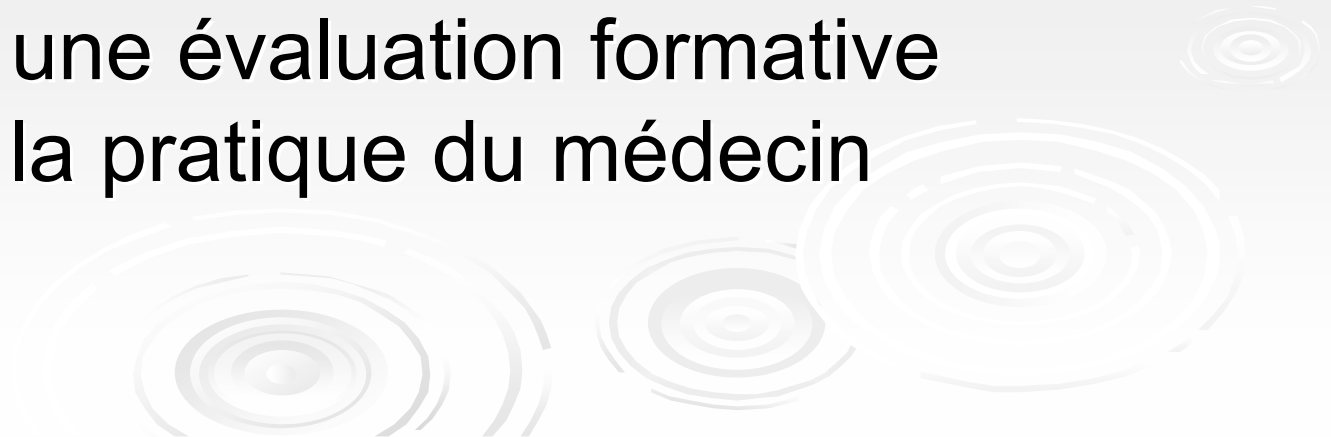 une évaluation formative
la pratique du médecin